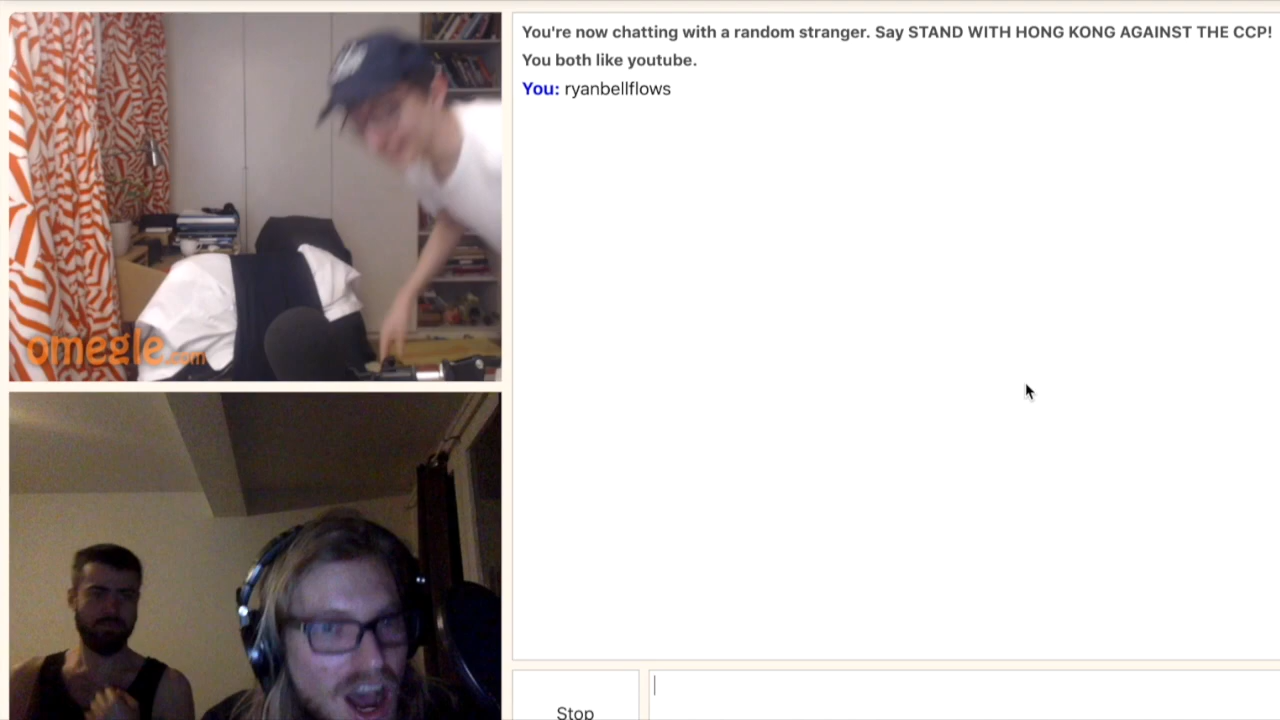 You're now chatting with a random stranger. Say STAND WITH HONG KONG AGAINST THE CCP!
You both like youtube.
You: ryanbellflows
omegle.com
Stop